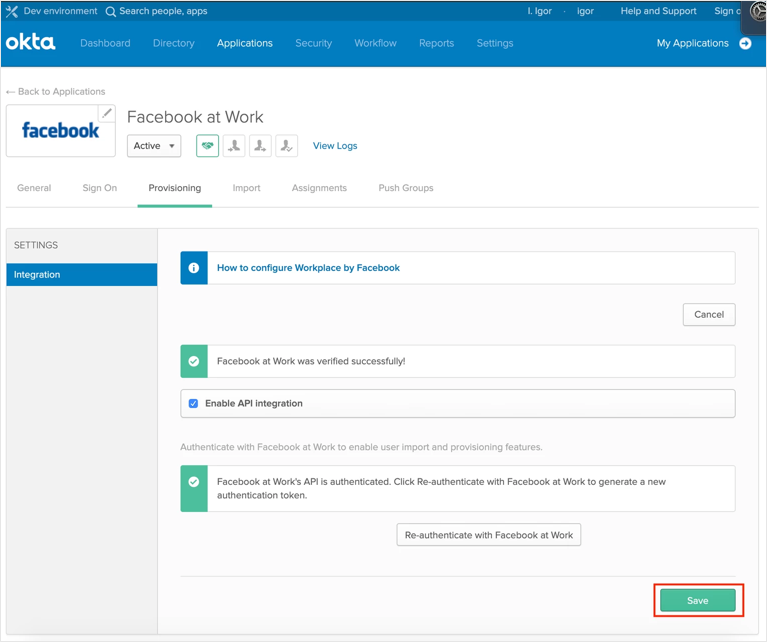 Dev environment Search people, apps I. Igor · igor Help and Support Sign o
okta Dashboard Directory Applications Security Workflow Reports Settings My Applications
← Back to Applications
facebook
Facebook at Work
Active View Logs
General Sign On Provisioning Import Assignments Push Groups
SETTINGS
Integration
How to configure Workplace by Facebook
Cancel
Facebook at Work was verified successfully!
Enable API integration
Authenticate with Facebook at Work to enable user import and provisioning features.
Facebook at Work's API is authenticated. Click Re-authenticate with Facebook at Work to generate a new
authentication token.
Re-authenticate with Facebook at Work
Save